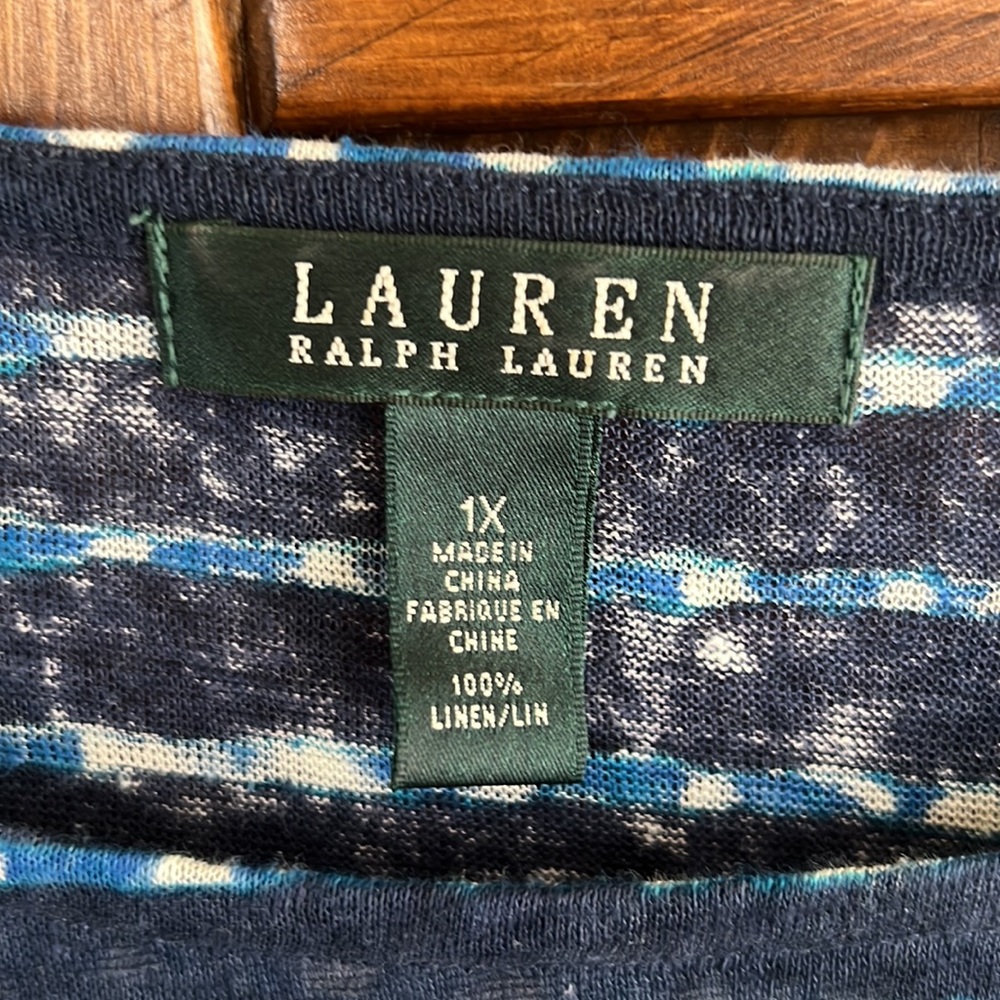 LAUREN
RALPH LAUREN
1X
MADE IN
CHINA
FABRIQUE EN
CHINE
100%
LINEN/LIN